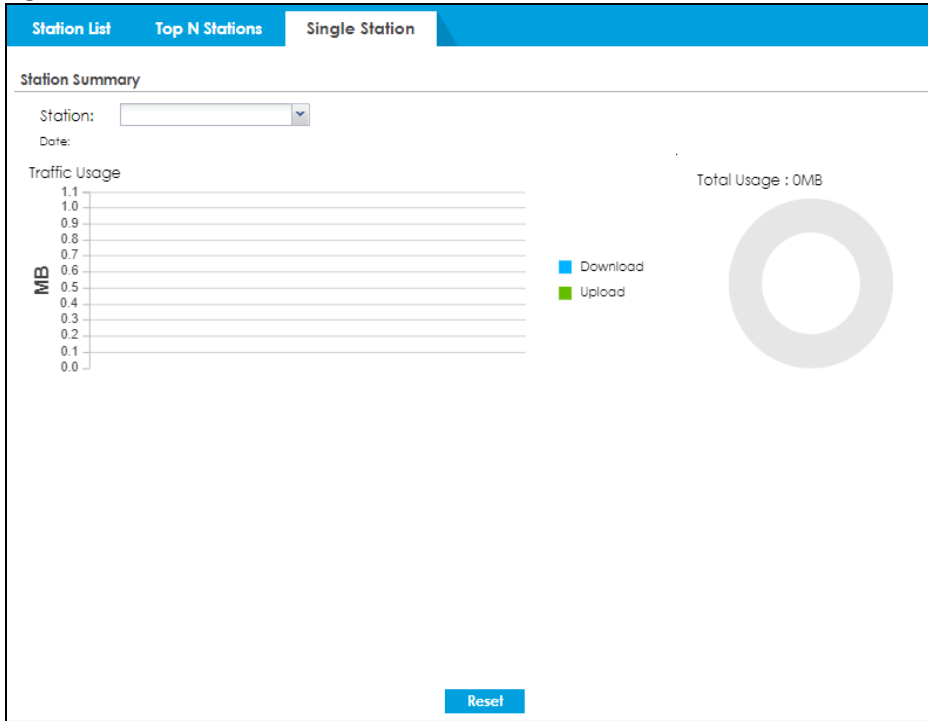 Station List Top N Stations Single Station
Station Summary
Station:
Date:
Traffic Usage
Total Usage : 0MB
1.1
1.0
0.9
0.8
0.7
0.6
0.5
0.4
0.3
0.2
0.1
0.0
MB
Download
Upload
Reset